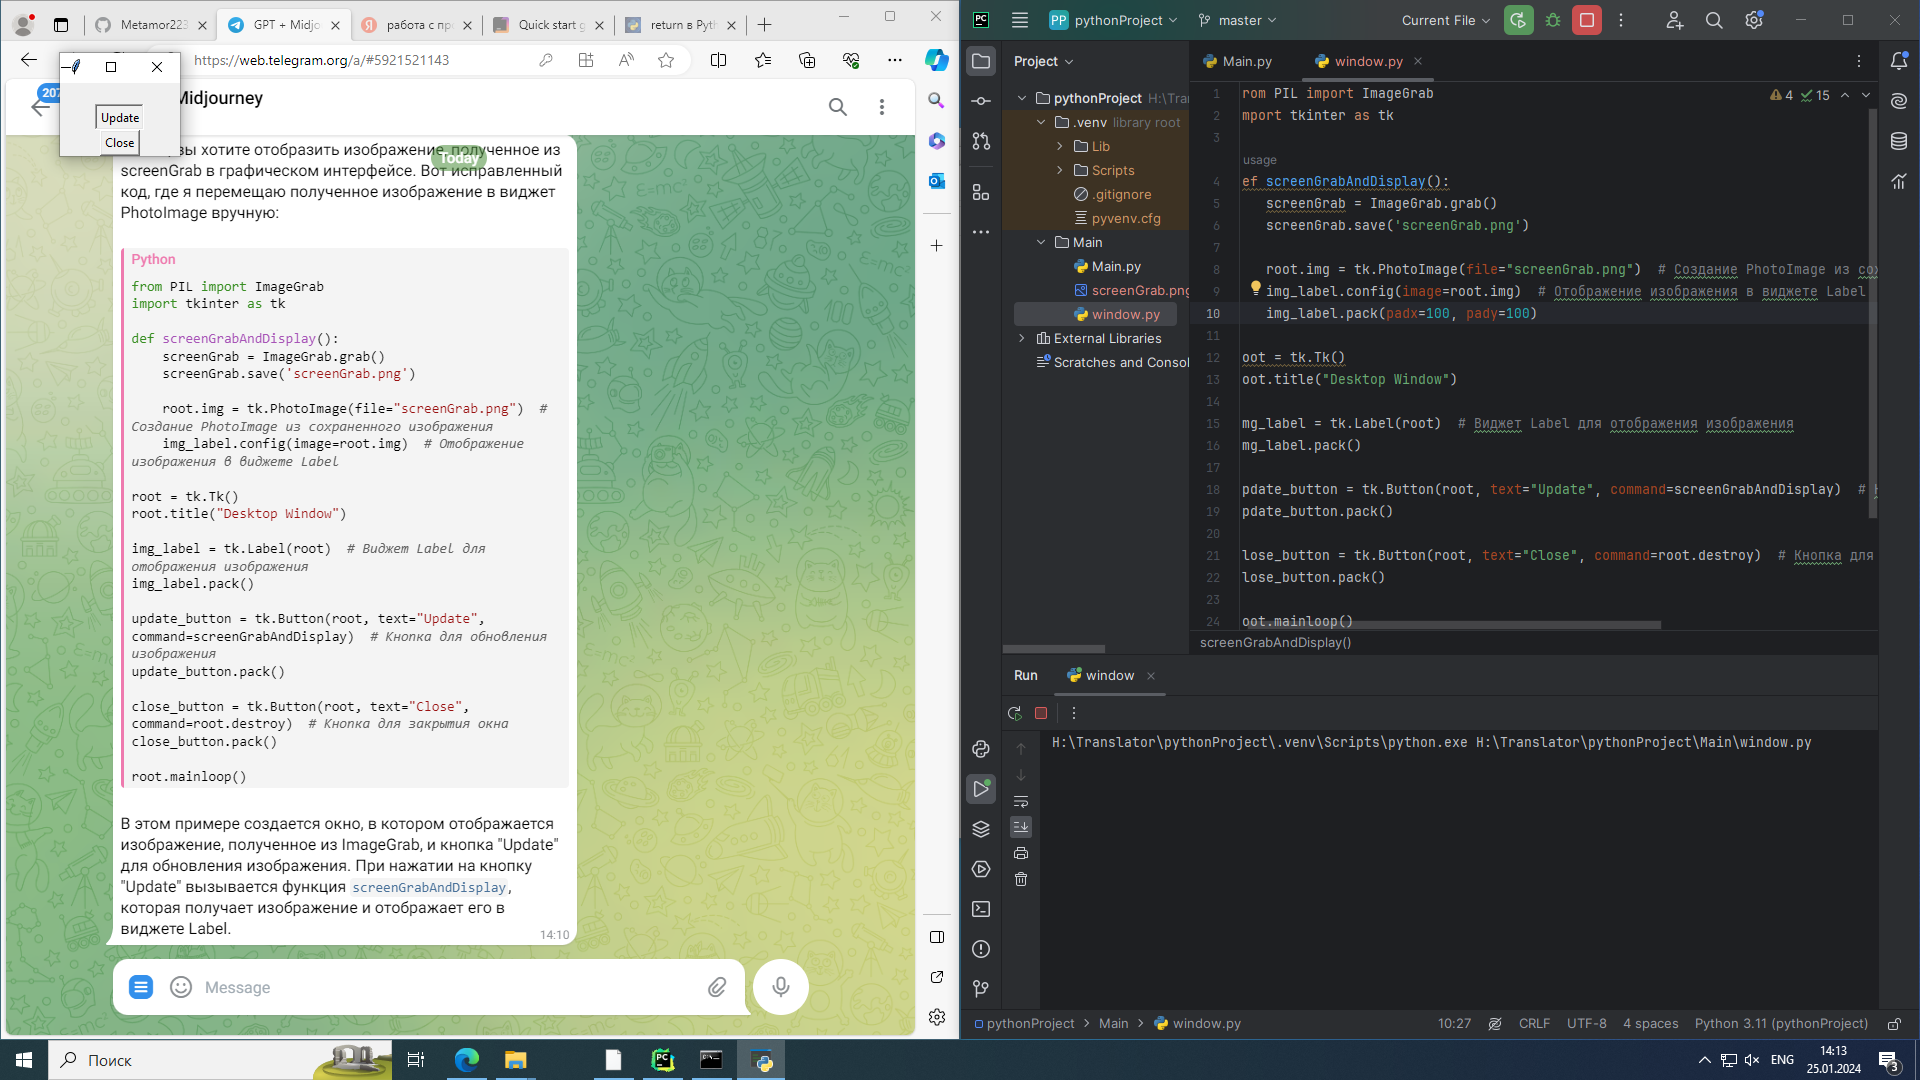 Metamor223
GPT + Midjo
работа с пр
Quick start g
return в Pyth
https://web.telegram.org/a/#5921521143
207
Midjourney
Update
Close
Today
вы хотите отобразить изображение, полученное из
screenGrab в графическом интерфейсе. Вот исправленный
код, где я перемещаю полученное изображение в виджет
PhotoImage вручную:
Python
from PIL import ImageGrab
import tkinter as tk
def screenGrabAndDisplay():
screenGrab = ImageGrab.grab()
screenGrab.save('screenGrab.png')
root.img = tk.PhotoImage(file="screenGrab.png")  #
Создание PhotoImage из сохраненного изображения
img_label.config(image=root.img)  # Отображение
изображения в виджете Label
root = tk.Tk()
root.title("Desktop Window")
img_label = tk.Label(root)  # Виджет Label для
отображения изображения
img_label.pack()
update_button = tk.Button(root, text="Update",
command=screenGrabAndDisplay)  # Кнопка для обновления
изображения
update_button.pack()
close_button = tk.Button(root, text="Close",
command=root.destroy)  # Кнопка для закрытия окна
close_button.pack()
root.mainloop()
В этом примере создается окно, в котором отображается
изображение, полученное из ImageGrab, и кнопка "Update"
для обновления изображения. При нажатии на кнопку
"Update" вызывается функция screenGrabAndDisplay,
которая получает изображение и отображает его в
виджете Label.
14:10
Message
PC
PP pythonProject
master
Current File
Project
pythonProject H:\Tra
.venv library root
Lib
Scripts
.gitignore
pyvenv.cfg
Main
Main.py
screenGrab.png
window.py
External Libraries
Scratches and Consol
Main.py
window.py
4 15
1 rom PIL import ImageGrab
2 mport tkinter as tk
3
usage
4 ef screenGrabAndDisplay():
5 screenGrab = ImageGrab.grab()
6 screenGrab.save('screenGrab.png')
7
8 root.img = tk.PhotoImage(file="screenGrab.png")  # Создание PhotoImage из сох
9 img_label.config(image=root.img)  # Отображение изображения в виджете Label
10 img_label.pack(padx=100, pady=100)
11
12 oot = tk.Tk()
13 oot.title("Desktop Window")
14
15 mg_label = tk.Label(root)  # Виджет Label для отображения изображения
16 mg_label.pack()
17
18 pdate_button = tk.Button(root, text="Update", command=screenGrabAndDisplay)  # К
19 pdate_button.pack()
20
21 lose_button = tk.Button(root, text="Close", command=root.destroy)  # Кнопка для
22 lose_button.pack()
23
24 oot.mainloop()
screenGrabAndDisplay()
Run
window
H:\Translator\pythonProject\.venv\Scripts\python.exe H:\Translator\pythonProject\Main\window.py
pythonProject > Main > window.py
10:27
CRLF
UTF-8
4 spaces
Python 3.11 (pythonProject)
Поиск
PC
ENG
14:13
25.01.2024
3